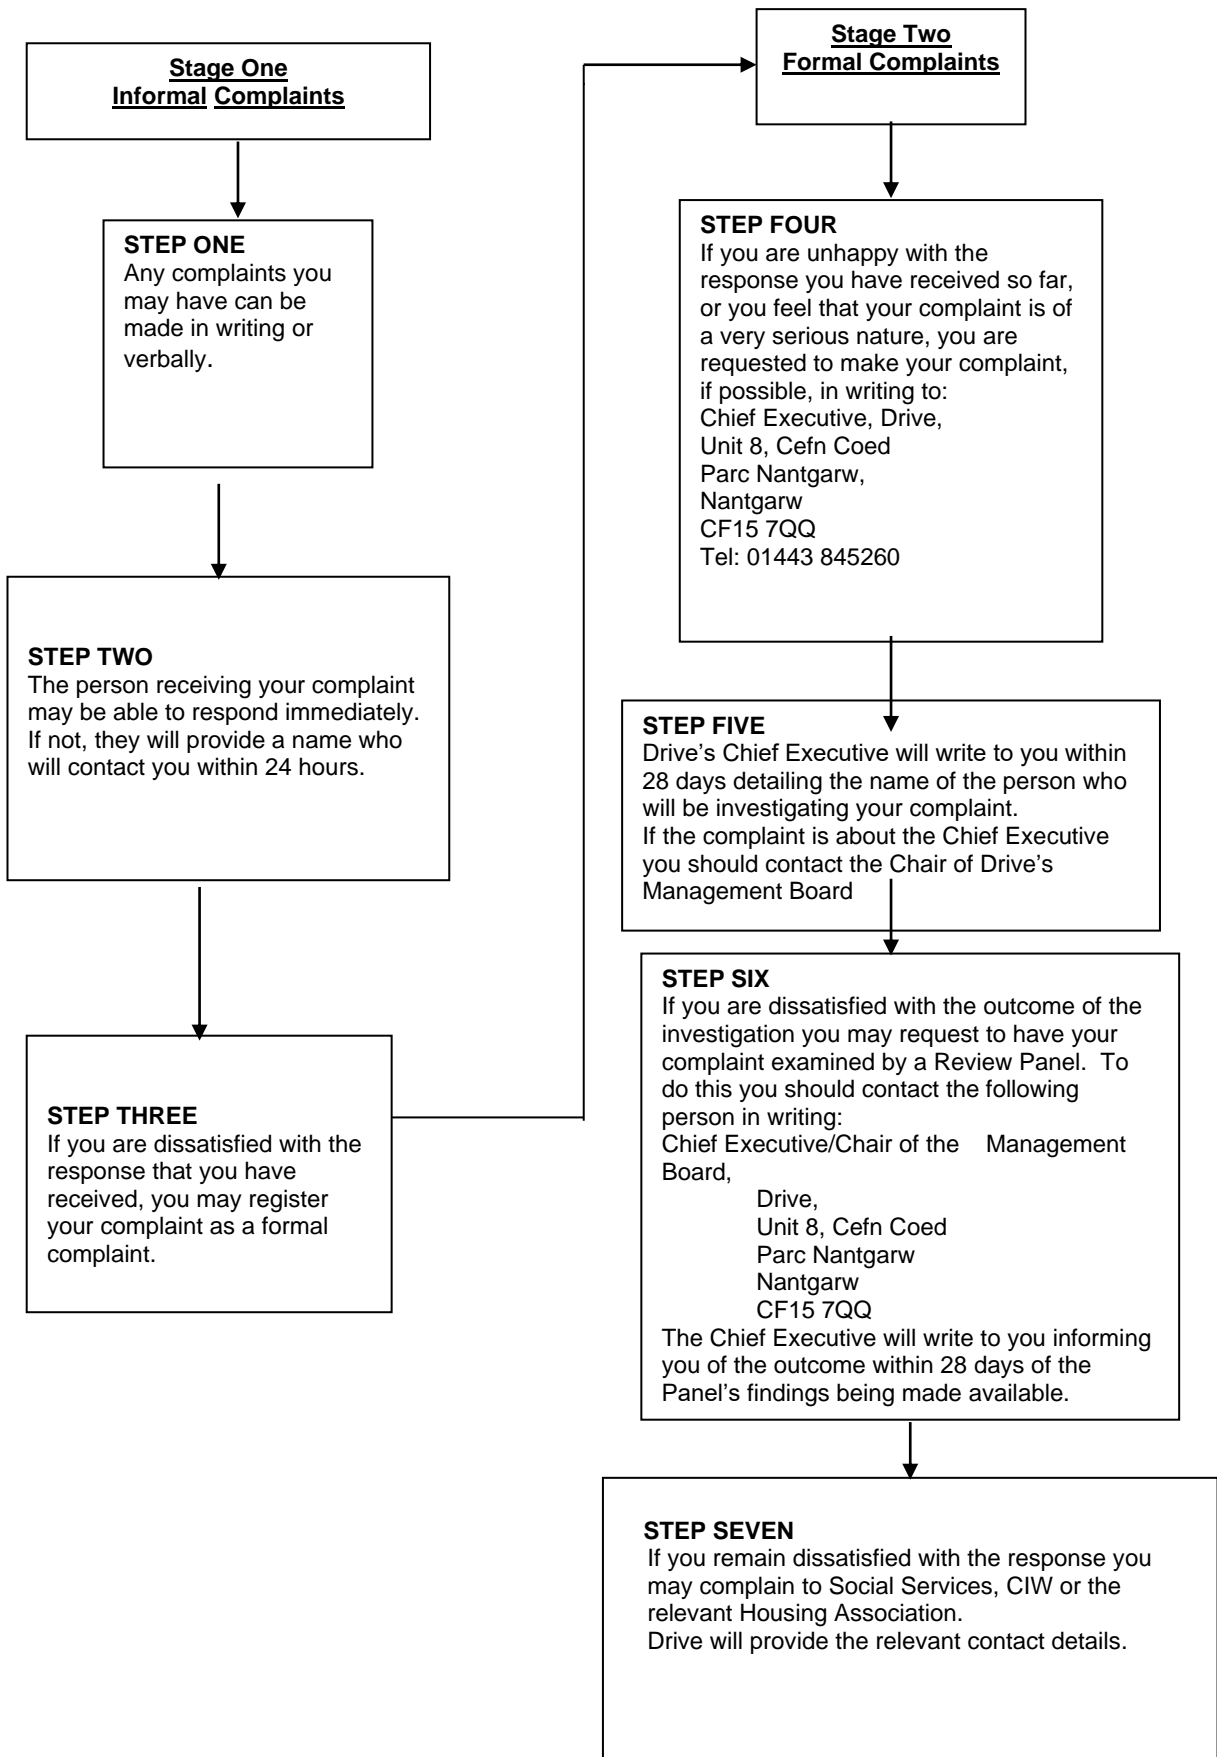 Stage One
Informal Complaints
STEP ONE
Any complaints you
may have can be
made in writing or
verbally.
STEP TWO
The person receiving your complaint
may be able to respond immediately.
If not, they will provide a name who
will contact you within 24 hours.
STEP THREE
If you are dissatisfied with the
response that you have
received, you may register
your complaint as a formal
complaint.
Stage Two
Formal Complaints
STEP FOUR
If you are unhappy with the
response you have received so far,
or you feel that your complaint is of
a very serious nature, you are
requested to make your complaint,
if possible, in writing to:
Chief Executive, Drive,
Unit 8, Cefn Coed
Parc Nantgarw,
Nantgarw
CF15 7QQ
Tel: 01443 845260
STEP FIVE
Drive’s Chief Executive will write to you within
28 days detailing the name of the person who
will be investigating your complaint.
If the complaint is about the Chief Executive
you should contact the Chair of Drive’s
Management Board
STEP SIX
If you are dissatisfied with the outcome of the
investigation you may request to have your
complaint examined by a Review Panel.  To
do this you should contact the following
person in writing:
Chief Executive/Chair of the    Management
Board,
Drive,
Unit 8, Cefn Coed
Parc Nantgarw
Nantgarw
CF15 7QQ
The Chief Executive will write to you informing
you of the outcome within 28 days of the
Panel’s findings being made available.
STEP SEVEN
If you remain dissatisfied with the response you
may complain to Social Services, CIW or the
relevant Housing Association.
Drive will provide the relevant contact details.